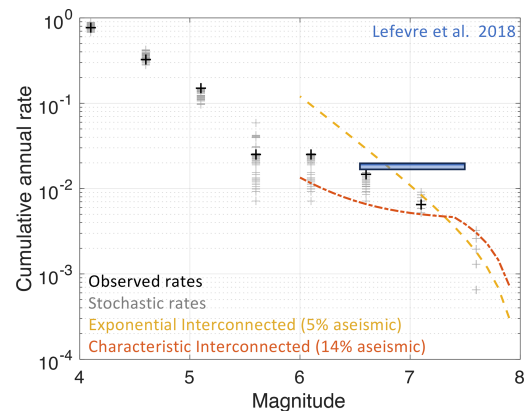 Lefevre et al. 2018
10^0
10^-1
10^-2
10^-3
10^-4
Cumulative annual rate
Observed rates
Stochastic rates
Exponential Interconnected (5% aseismic)
Characteristic Interconnected (14% aseismic)
4 5 6 7 8
Magnitude